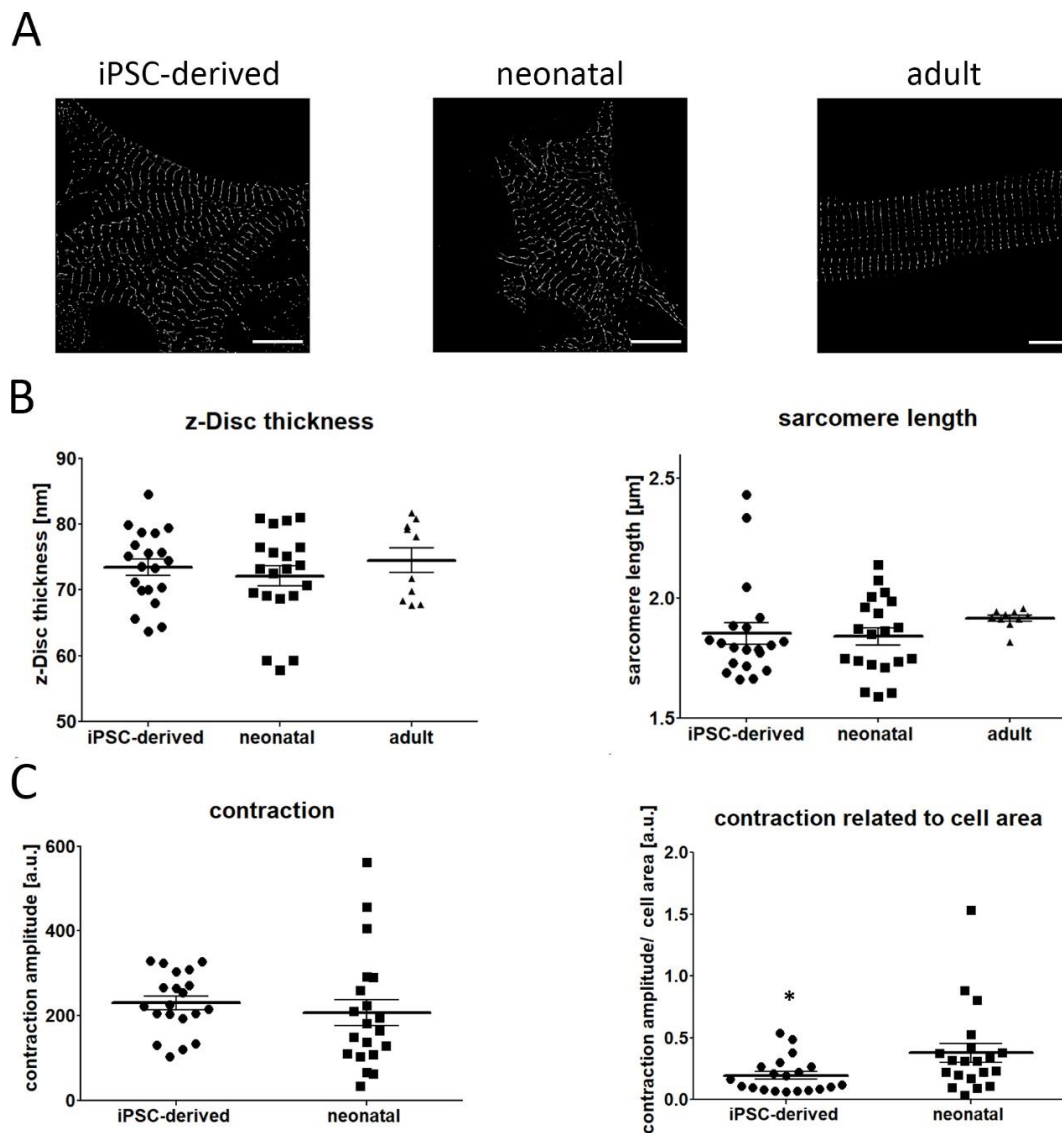 A
iPSC-derived neonatal adult
B
z-Disc thickness
z-Disc thickness [nm]
90
80
70
60
50
iPSC-derived neonatal adult
sarcomere length
sarcomere length [µm]
2.5
2.0
1.5
iPSC-derived neonatal adult
C
contraction
contraction amplitude [a.u.]
600
400
200
0
iPSC-derived neonatal
contraction related to cell area
contraction amplitude/ cell area [a.u.]
2.0
1.5
1.0
0.5
0.0
*
iPSC-derived neonatal